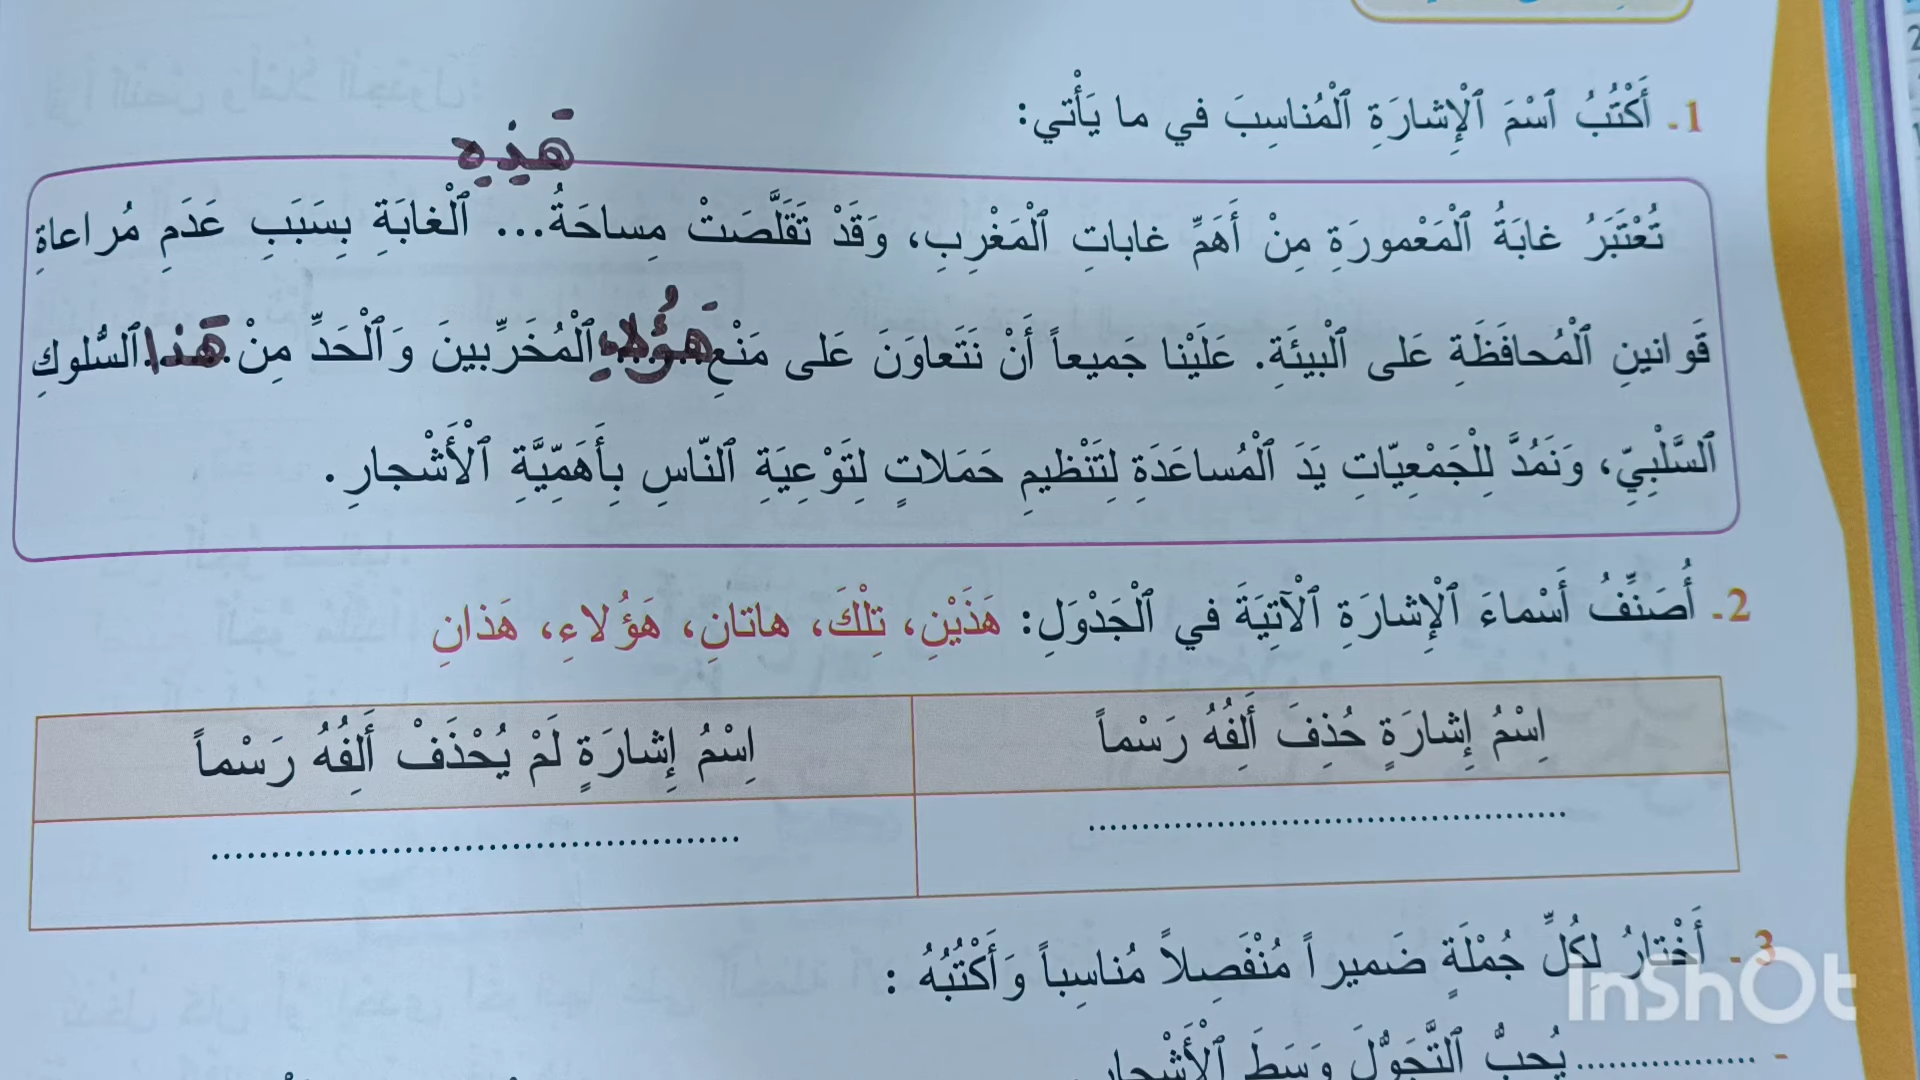 1. أَكْتُبُ ٱسْمَ ٱلْإِشارَةِ ٱلْمُناسِبَ في ما يَأْتي:
هَذِهِ
تُعْتَبَرُ غابَةُ ٱلْمَعْمورَةِ مِنْ أَهَمِّ غاباتِ ٱلْمَغْرِبِ، وَقَدْ تَقَلَّصَتْ مِساحَةُ... ٱلْغابَةِ بِسَبَبِ عَدَمِ مُراعاةِ
قَوانينِ ٱلْمُحافَظَةِ عَلى ٱلْبيئَةِ. عَلَيْنا جَميعاً أَنْ نَتَعاوَنَ عَلى مَنْعِ هَؤُلاءِ ٱلْمُخَرِّبينَ وَٱلْحَدِّ مِنْ هَذا ٱلسُّلوكِ
ٱلسَّلْبِيِّ، وَنَمُدَّ لِلْجَمْعِيّاتِ يَدَ ٱلْمُساعَدَةِ لِتَنْظيمِ حَمَلاتٍ لِتَوْعِيَةِ ٱلنّاسِ بِأَهَمِّيَّةِ ٱلْأَشْجارِ.
2. أُصَنِّفُ أَسْماءَ ٱلْإِشارَةِ ٱلْآتِيَةَ في ٱلْجَدْوَلِ: هَذَيْنِ، تِلْكَ، هاتانِ، هَؤُلاءِ، هَذانِ
اِسْمُ إِشارَةٍ حُذِفَ أَلِفُهُ رَسْماً
اِسْمُ إِشارَةٍ لَمْ يُحْذَفْ أَلِفُهُ رَسْماً
3. أَخْتارُ لِكُلِّ جُمْلَةٍ ضَميراً مُنْفَصِلاً مُناسِباً وَأَكْتُبُهُ :
- ............... يُحِبُّ ٱلتَّجَوُّلَ وَسَطَ ٱلْأَشْجارِ
InShOt